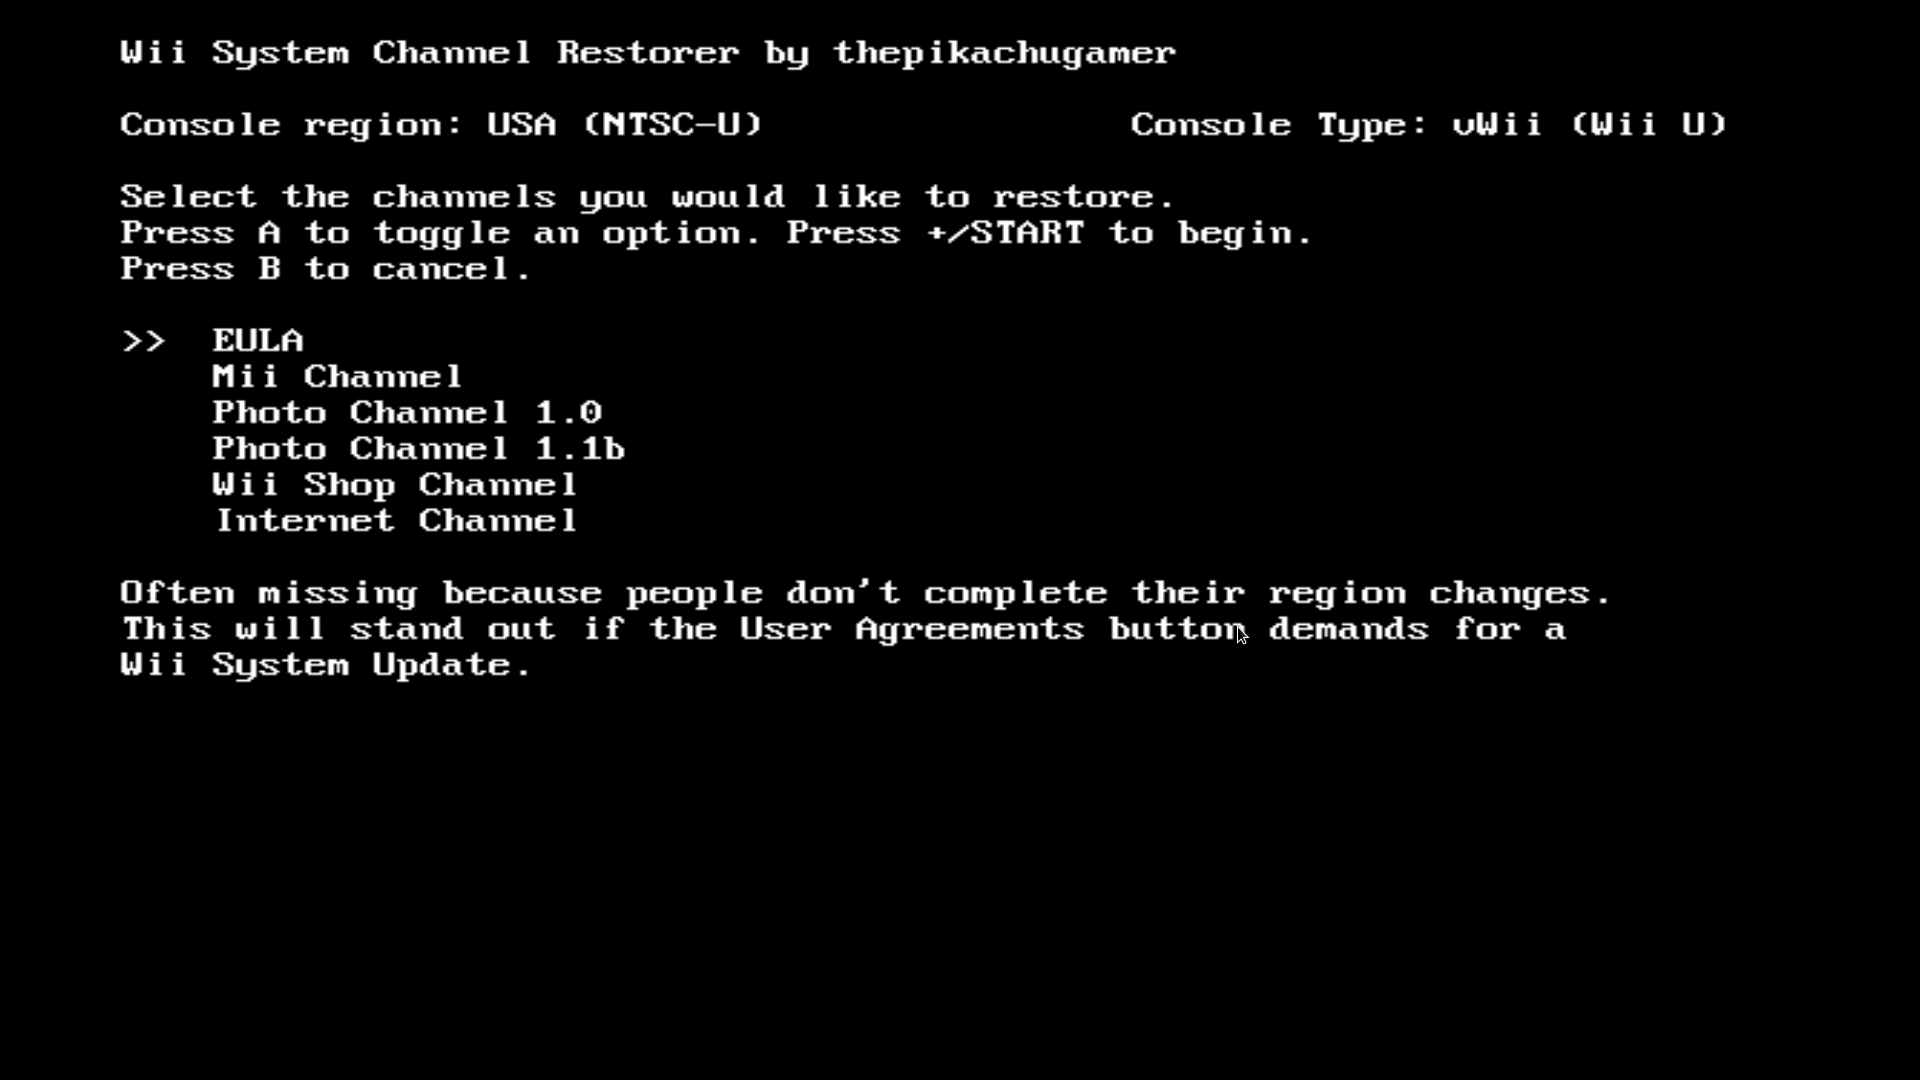 Wii System Channel Restorer by thepikachugamer
Console region: USA (NTSC-U) Console Type: vWii (Wii U)
Select the channels you would like to restore.
Press A to toggle an option. Press +/START to begin.
Press B to cancel.
>> EULA
Mii Channel
Photo Channel 1.0
Photo Channel 1.1b
Wii Shop Channel
Internet Channel
Often missing because people don't complete their region changes.
This will stand out if the User Agreements button demands for a
Wii System Update.